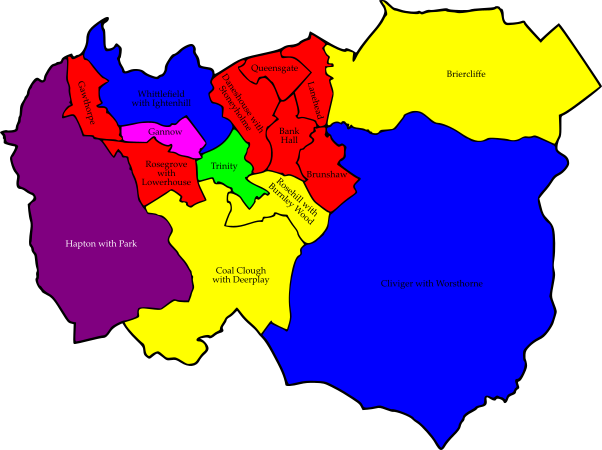 Briercliffe
Queensgate
Lanehead
Daneshouse with
Stoneyholme
Gawthorpe
Whittlefield
with Ightenhill
Gannow
Bank
Hall
Trinity
Rosegrove
with
Lowerhouse
Brunshaw
Rosehill with
Burnley Wood
Hapton with Park
Coal Clough
with Deerplay
Cliviger with Worsthorne